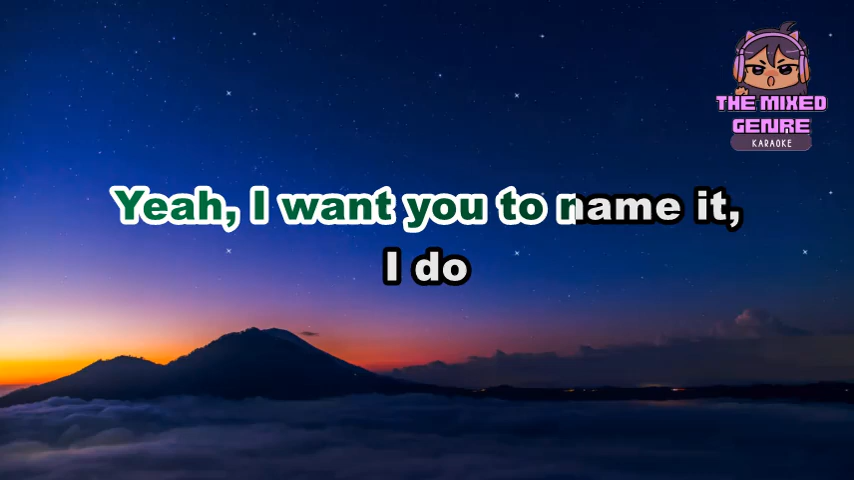 THE MIXED
GENRE
KARAOKE
Yeah, I want you to name it,
I do